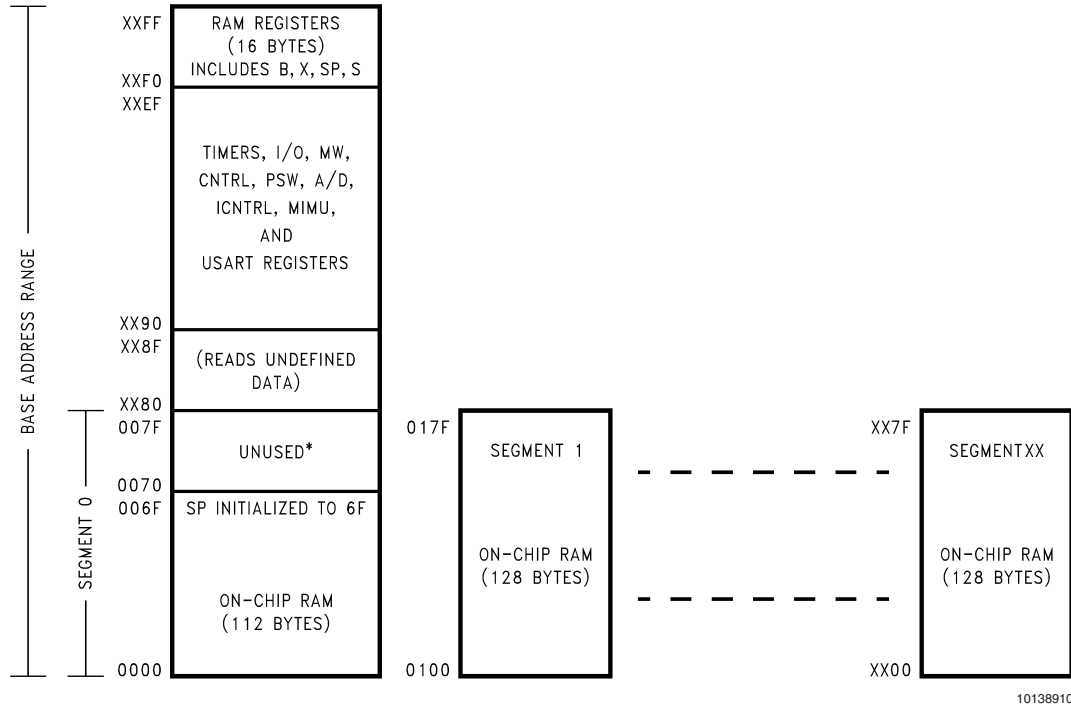 BASE ADDRESS RANGE
SEGMENT 0
XXFF
RAM REGISTERS
(16 BYTES)
INCLUDES B, X, SP, S
XXF0
XXEF
TIMERS, I/O, MW,
CNTRL, PSW, A/D,
ICNTRL, MIMU,
AND
USART REGISTERS
XX90
XX8F
(READS UNDEFINED
DATA)
XX80
007F
UNUSED*
0070
006F
SP INITIALIZED TO 6F
ON-CHIP RAM
(112 BYTES)
0000
017F
SEGMENT 1
ON-CHIP RAM
(128 BYTES)
0100
XX7F
SEGMENTXX
ON-CHIP RAM
(128 BYTES)
XX00
10138910